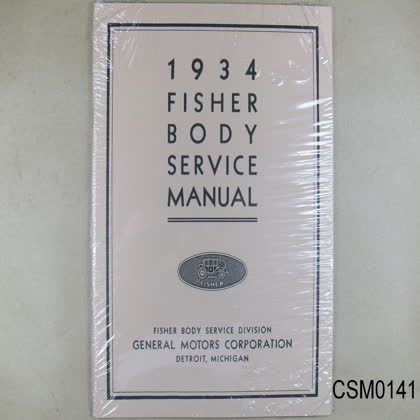 1934
FISHER
BODY
SERVICE
MANUAL
FISHER
FISHER BODY SERVICE DIVISION
GENERAL MOTORS CORPORATION
DETROIT, MICHIGAN
CSM0141